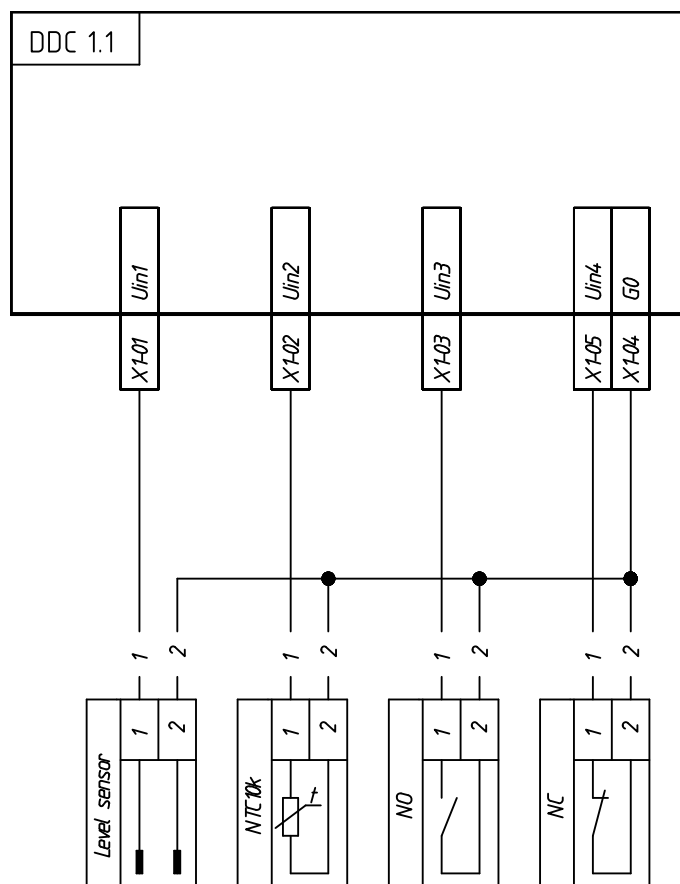 DDC 1.1
Uin1
Uin2
Uin3
Uin4
G0
X1-01
X1-02
X1-03
X1-05
X1-04
1
2
1
2
1
2
1
2
Level sensor
1
2
NTC10k
1
2
t
NO
1
2
NC
1
2